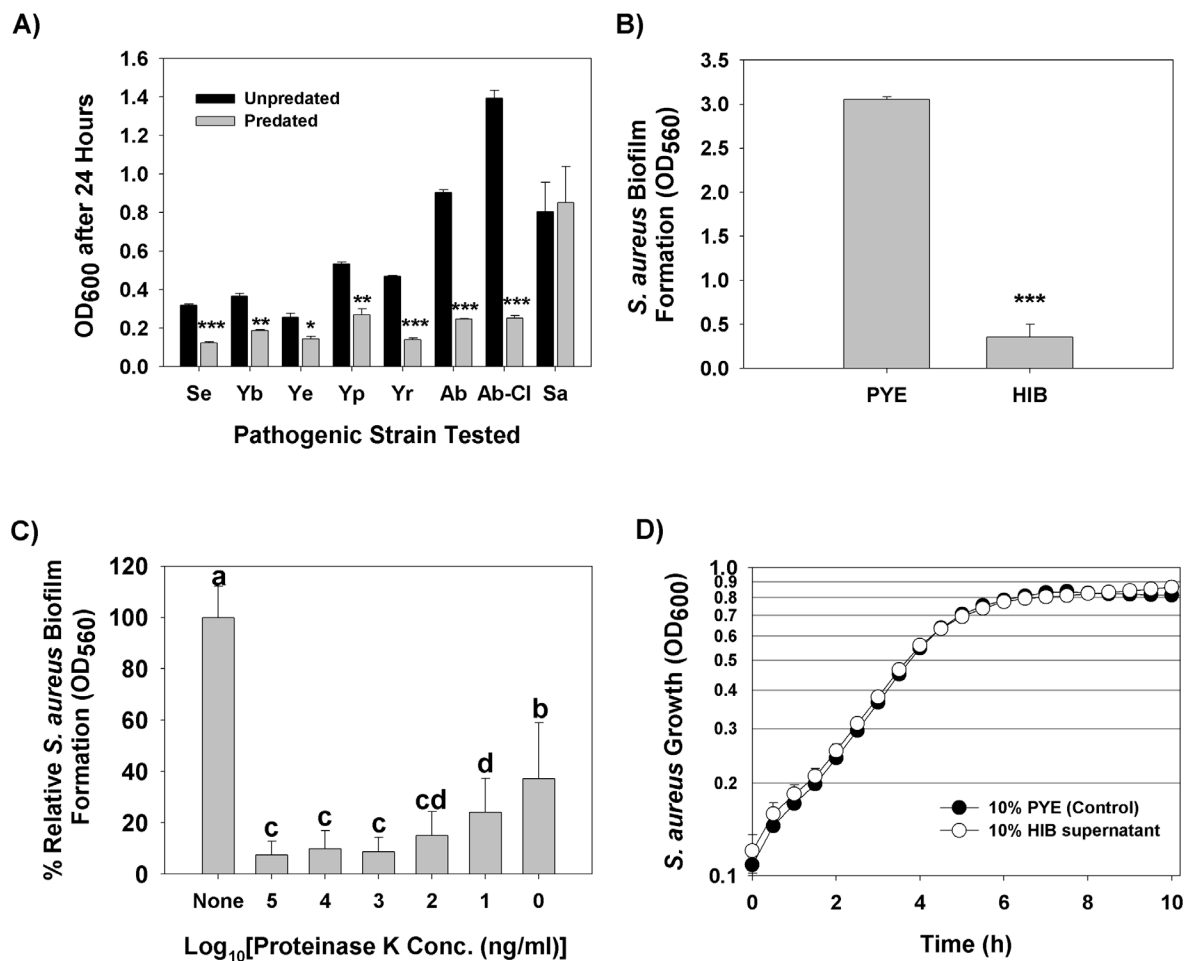 A)
OD600 after 24 Hours
1.6
1.4
1.2
1.0
0.8
0.6
0.4
0.2
0.0
Unpredated
Predated
***
**
*
**
***
***
***
Se Yb Ye Yp Yr Ab Ab-Cl Sa
Pathogenic Strain Tested
B)
S. aureus Biofilm
Formation (OD560)
3.5
3.0
2.5
2.0
1.5
1.0
0.5
0.0
***
PYE HIB
C)
% Relative S. aureus Biofilm
Formation (OD560)
120
100
80
60
40
20
0
a
c
c
c
cd
d
b
None 5 4 3 2 1 0
Log10[Proteinase K Conc. (ng/ml)]
D)
S. aureus Growth (OD600)
1.0
0.9
0.8
0.7
0.6
0.5
0.4
0.3
0.2
0.1
10% PYE (Control)
10% HIB supernatant
0 2 4 6 8 10
Time (h)